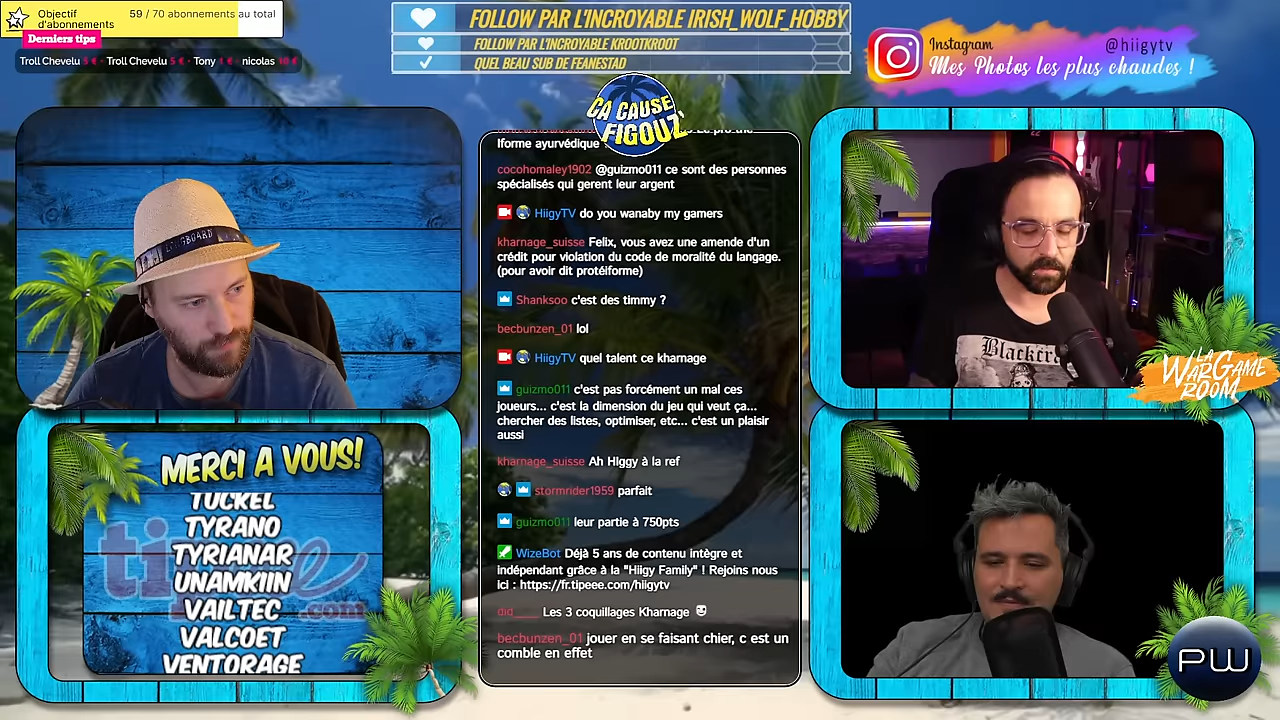 Objectif
d'abonnements
59 / 70 abonnements au total
Derniers tips
Troll Chevelu 5 € · Troll Chevelu 5 € · Tony 1 € · nicolas 10 €
FOLLOW PAR L'INCROYABLE IRISH_WOLF_HOBBY
FOLLOW PAR L'INCROYABLE KROOTKROOT
QUEL BEAU SUB DE FEANESTAD
Instagram
@hiigytv
Mes Photos les plus chaudes !
ÇA CAUSE
FIGOUZ'
lforme ayurvédique
cocohomaley1902 @guizmo011 ce sont des personnes
spécialisés qui gerent leur argent
HiigyTV do you wanaby my gamers
kharnage_suisse Felix, vous avez une amende d'un
crédit pour violation du code de moralité du langage.
(pour avoir dit protéiforme)
Shanksoo c'est des timmy ?
becbunzen_01 lol
HiigyTV quel talent ce kharnage
guizmo011 c'est pas forcément un mal ces
joueurs... c'est la dimension du jeu qui veut ça...
chercher des listes, optimiser, etc... c'est un plaisir
aussi
kharnage_suisse Ah HIggy à la ref
stormrider1959 parfait
guizmo011 leur partie à 750pts
WizeBot Déjà 5 ans de contenu intègre et
indépendant grâce à la "Hiigy Family" ! Rejoins nous
ici : https://fr.tipeee.com/hiigytv
did____ Les 3 coquillages Kharnage
becbunzen_01 jouer en se faisant chier, c est un
comble en effet
LONGBOARD
MERCI A VOUS!
TUCKEL
TYRANO
TYRIANAR
UNAMKIIN
VAILTEC
VALCOET
VENTORAGE
.com
LA
WARGAME
ROOM
PW